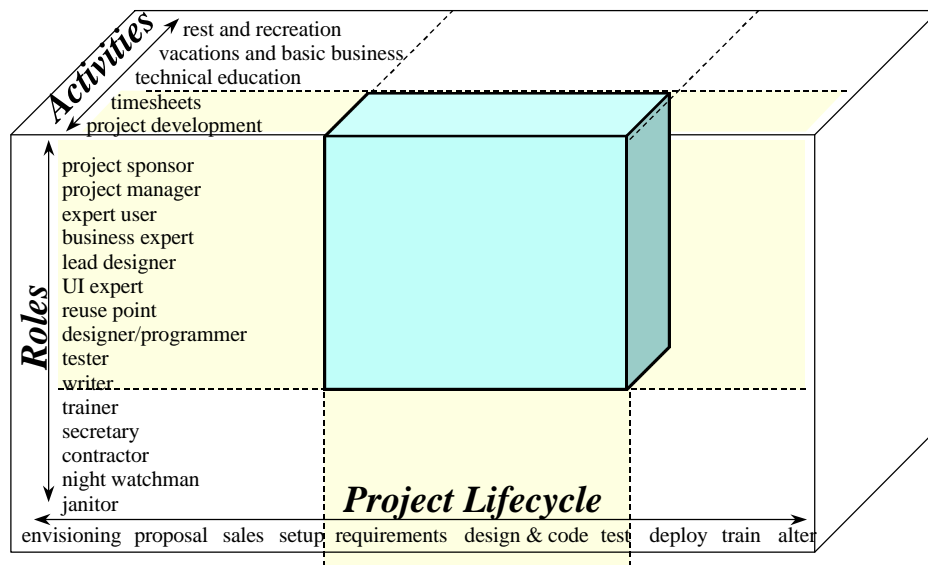 rest and recreation
vacations and basic business
technical education
timesheets
project development
Activities
project sponsor
project manager
expert user
business expert
lead designer
UI expert
reuse point
designer/programmer
tester
writer
trainer
secretary
contractor
night watchman
janitor
Roles
Project Lifecycle
envisioning proposal sales setup requirements design & code test deploy train alter